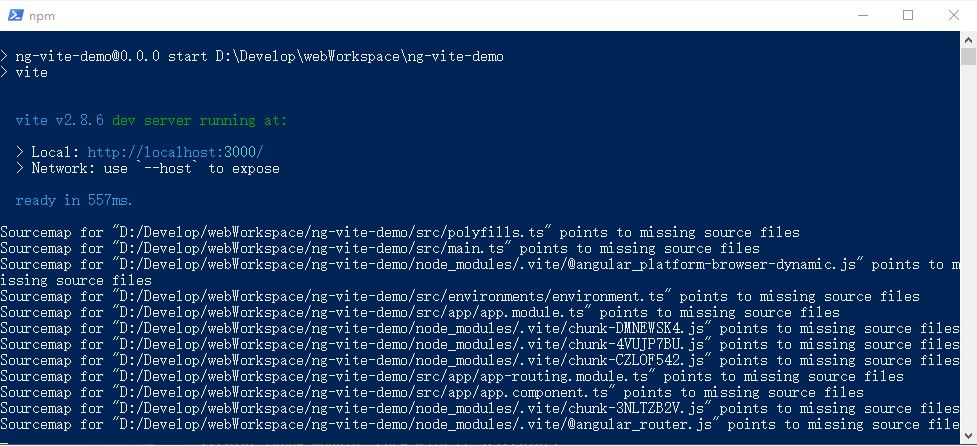 npm
> ng-vite-demo@0.0.0 start D:\Develop\webWorkspace\ng-vite-demo
> vite
vite v2.8.6 dev server running at:
> Local: http://localhost:3000/
> Network: use `--host` to expose
ready in 557ms.
Sourcemap for "D:/Develop/webWorkspace/ng-vite-demo/src/polyfills.ts" points to missing source files
Sourcemap for "D:/Develop/webWorkspace/ng-vite-demo/src/main.ts" points to missing source files
Sourcemap for "D:/Develop/webWorkspace/ng-vite-demo/node_modules/.vite/@angular_platform-browser-dynamic.js" points to m
issing source files
Sourcemap for "D:/Develop/webWorkspace/ng-vite-demo/src/environments/environment.ts" points to missing source files
Sourcemap for "D:/Develop/webWorkspace/ng-vite-demo/src/app/app.module.ts" points to missing source files
Sourcemap for "D:/Develop/webWorkspace/ng-vite-demo/node_modules/.vite/chunk-DMNEWSK4.js" points to missing source files
Sourcemap for "D:/Develop/webWorkspace/ng-vite-demo/node_modules/.vite/chunk-4VUJP7BU.js" points to missing source files
Sourcemap for "D:/Develop/webWorkspace/ng-vite-demo/node_modules/.vite/chunk-CZLOF542.js" points to missing source files
Sourcemap for "D:/Develop/webWorkspace/ng-vite-demo/src/app/app-routing.module.ts" points to missing source files
Sourcemap for "D:/Develop/webWorkspace/ng-vite-demo/src/app/app.component.ts" points to missing source files
Sourcemap for "D:/Develop/webWorkspace/ng-vite-demo/node_modules/.vite/chunk-3NLTZB2V.js" points to missing source files
Sourcemap for "D:/Develop/webWorkspace/ng-vite-demo/node_modules/.vite/@angular_router.js" points to missing source file